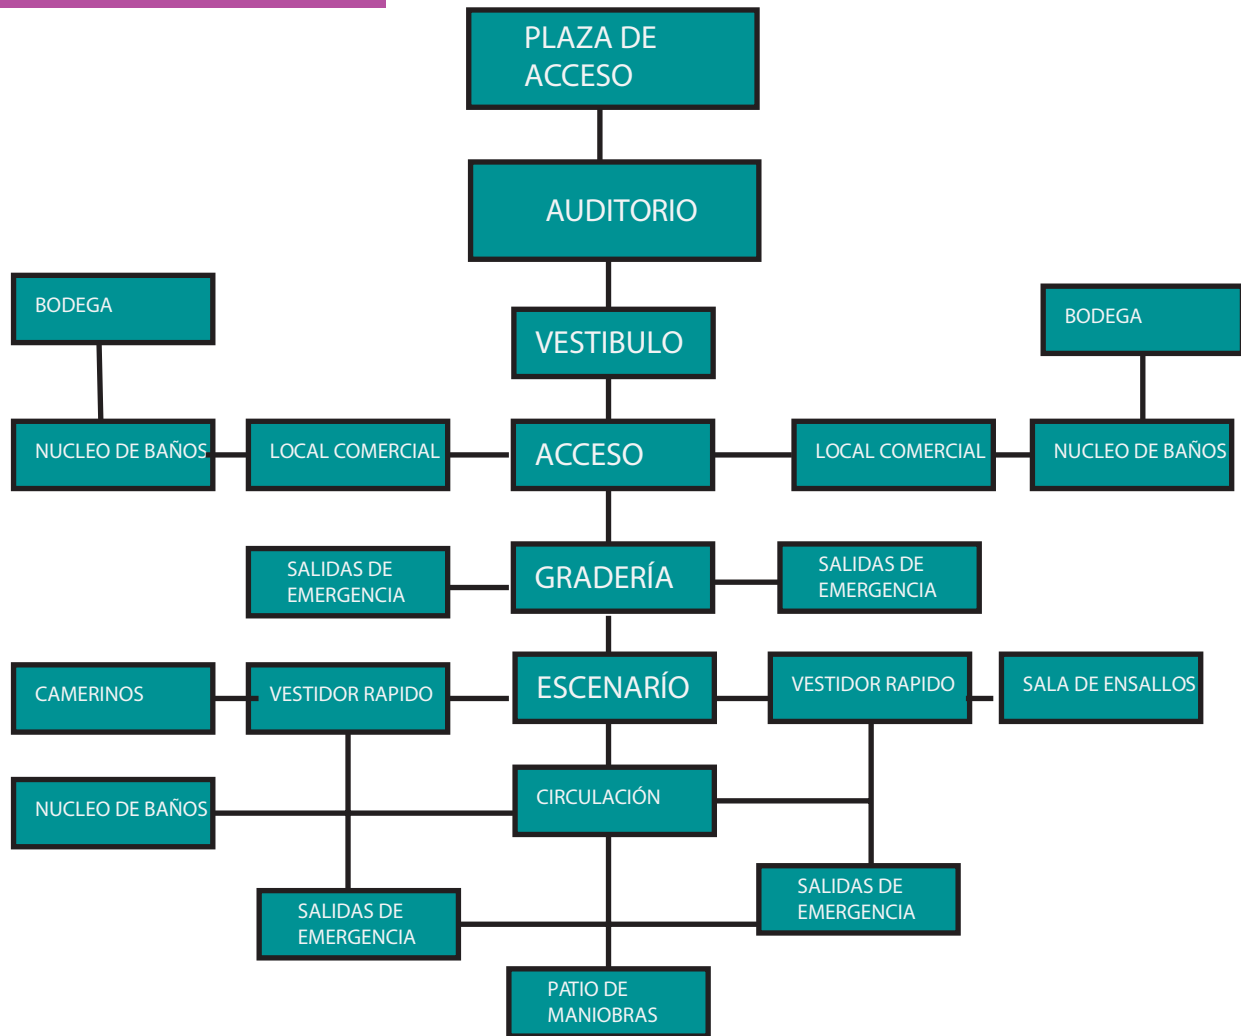 PLAZA DE
ACCESO
AUDITORIO
BODEGA
BODEGA
VESTIBULO
NUCLEO DE BAÑOS
LOCAL COMERCIAL
ACCESO
LOCAL COMERCIAL
NUCLEO DE BAÑOS
SALIDAS DE
EMERGENCIA
GRADERÍA
SALIDAS DE
EMERGENCIA
CAMERINOS
VESTIDOR RAPIDO
ESCENARÍO
VESTIDOR RAPIDO
SALA DE ENSALLOS
NUCLEO DE BAÑOS
CIRCULACIÓN
SALIDAS DE
EMERGENCIA
SALIDAS DE
EMERGENCIA
PATIO DE
MANIOBRAS